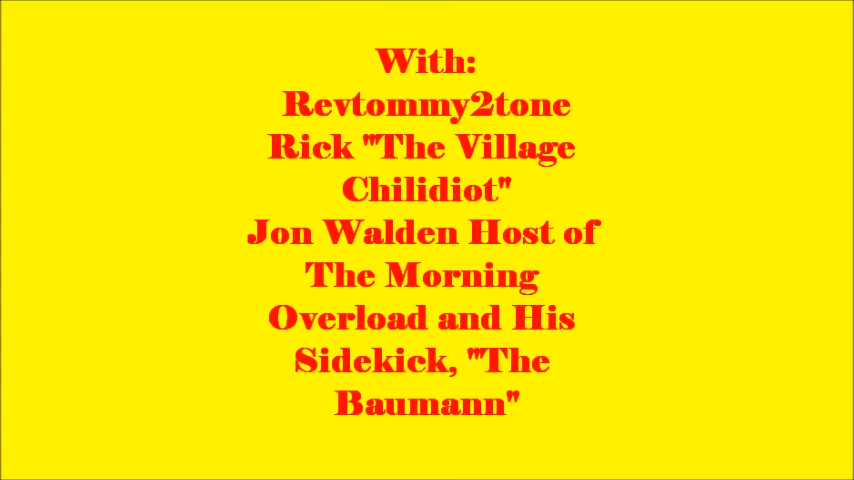 With:
Revtommy2tone
Rick "The Village
Chilidiot"
Jon Walden Host of
The Morning
Overload and His
Sidekick, "The
Baumann"